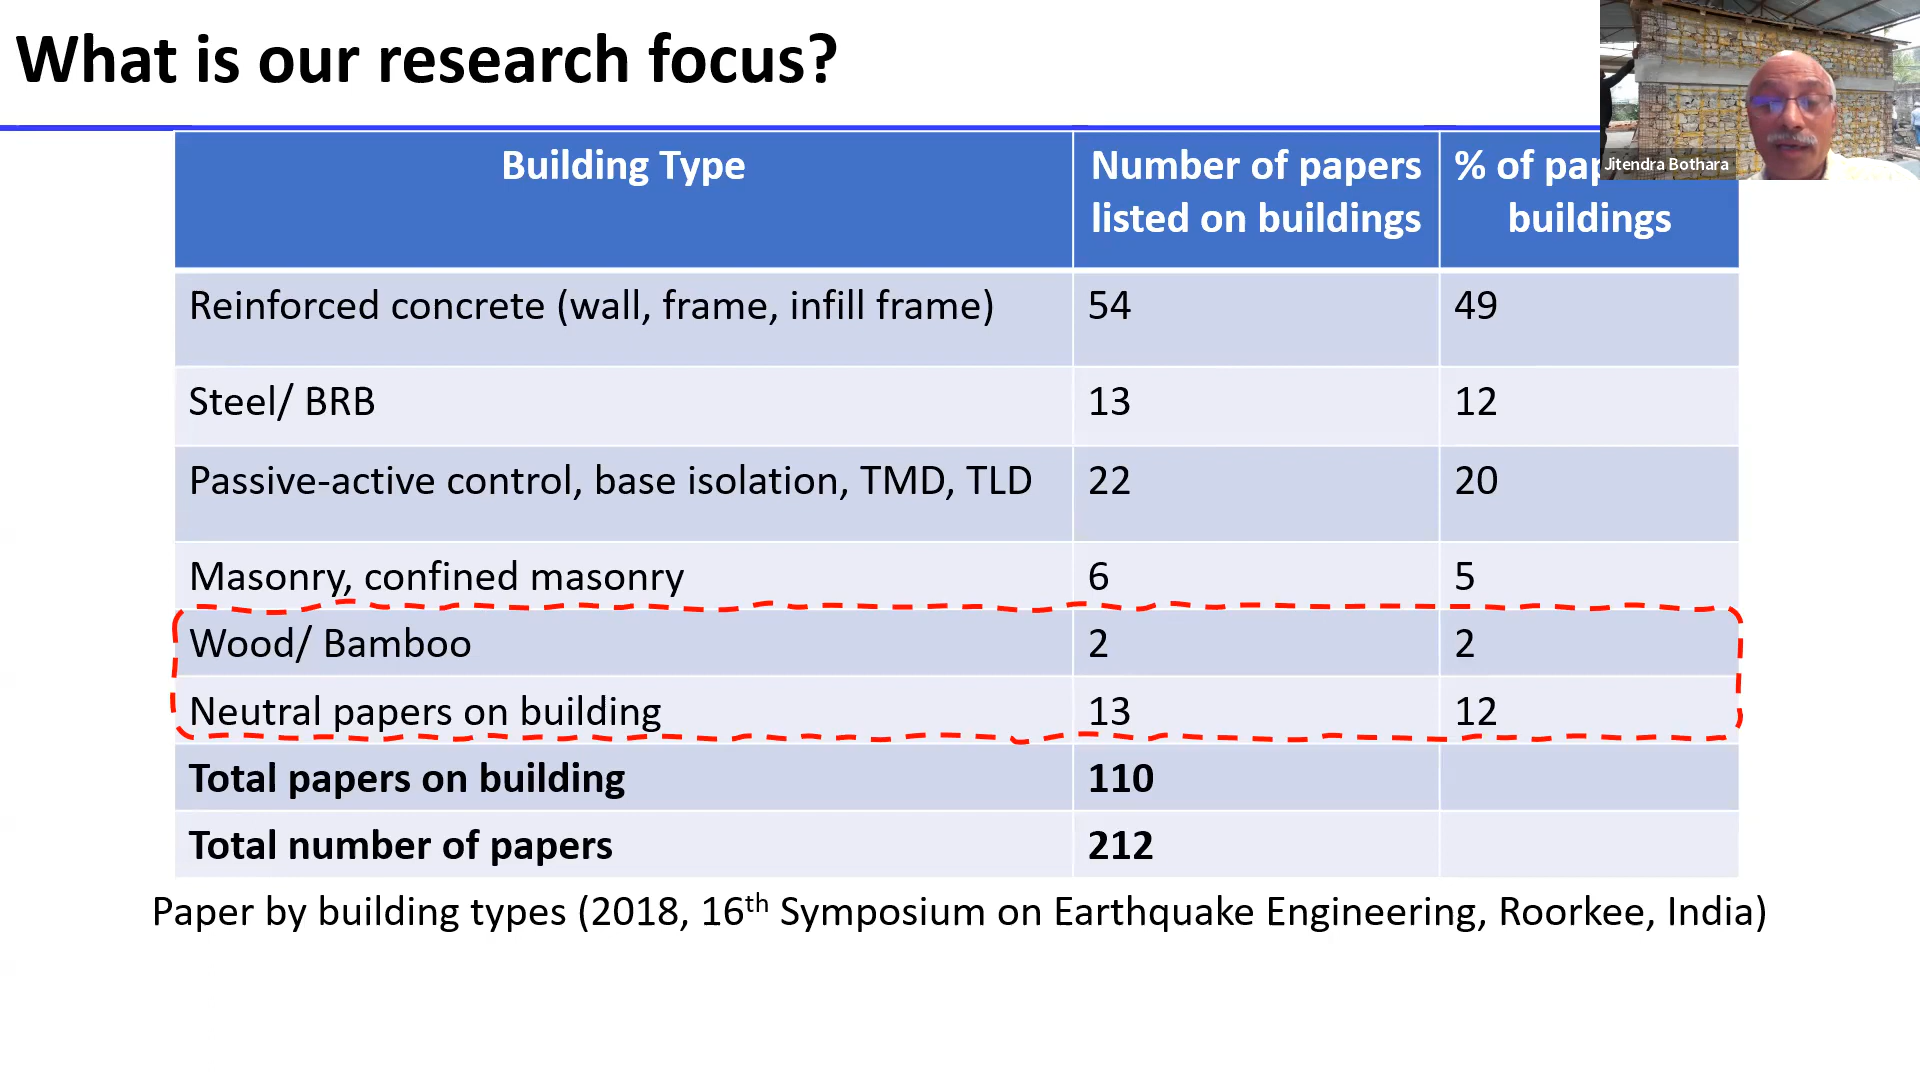 What is our research focus?
Jitendra Bothara
Building Type
Number of papers
listed on buildings
% of
buildings
Reinforced concrete (wall, frame, infill frame) 54 49
Steel/ BRB 13 12
Passive-active control, base isolation, TMD, TLD 22 20
Masonry, confined masonry 6 5
Wood/ Bamboo 2 2
Neutral papers on building 13 12
Total papers on building 110
Total number of papers 212
Paper by building types (2018, 16th Symposium on Earthquake Engineering, Roorkee, India)